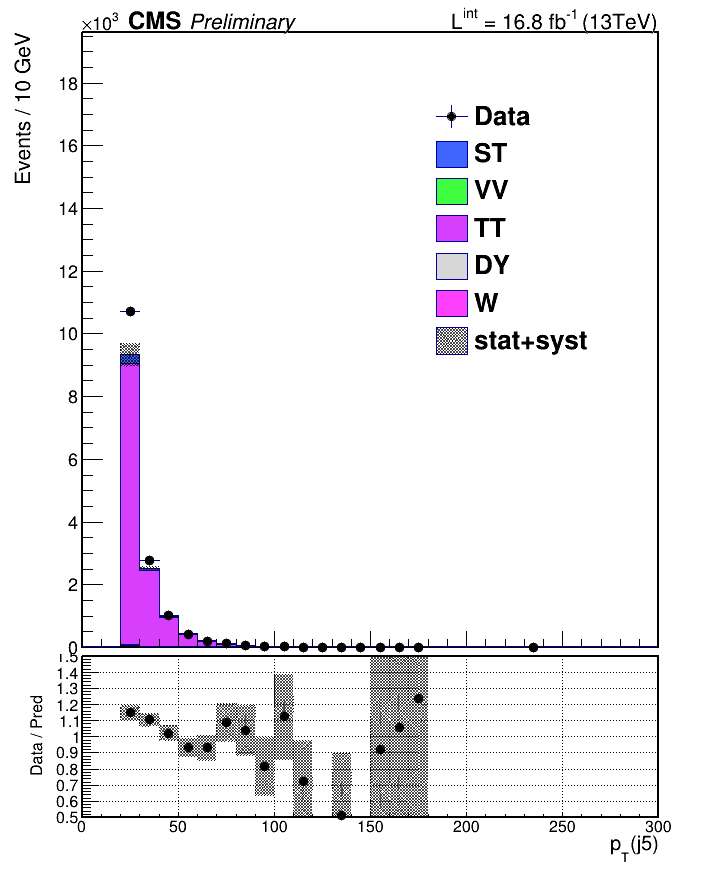 ×10³ CMS Preliminary L^int = 16.8 fb⁻¹ (13TeV)
Events / 10 GeV
18
16
14
12
10
8
6
4
2
0
Data
ST
VV
TT
DY
W
stat+syst
Data / Pred
1.5
1.4
1.3
1.2
1.1
1
0.9
0.8
0.7
0.6
0.5
0 50 100 150 200 250 300
p_T(j5)